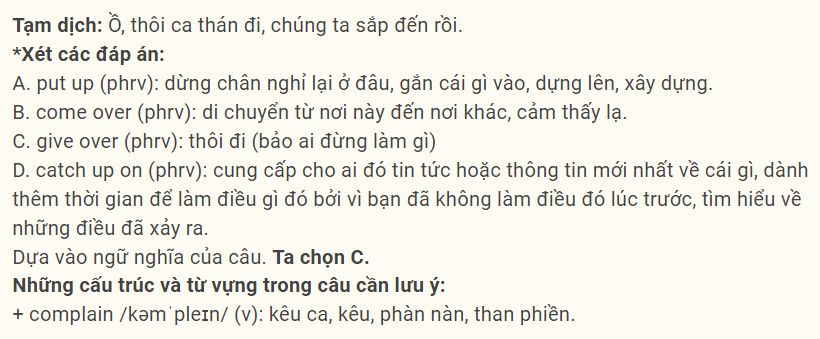 Tạm dịch: Ồ, thôi ca thán đi, chúng ta sắp đến rồi.
*Xét các đáp án:
A. put up (phrv): dừng chân nghỉ lại ở đâu, gắn cái gì vào, dựng lên, xây dựng.
B. come over (phrv): di chuyển từ nơi này đến nơi khác, cảm thấy lạ.
C. give over (phrv): thôi đi (bảo ai đừng làm gì)
D. catch up on (phrv): cung cấp cho ai đó tin tức hoặc thông tin mới nhất về cái gì, dành
thêm thời gian để làm điều gì đó bởi vì bạn đã không làm điều đó lúc trước, tìm hiểu về
những điều đã xảy ra.
Dựa vào ngữ nghĩa của câu. Ta chọn C.
Những cấu trúc và từ vựng trong câu cần lưu ý:
+ complain /kəmˈpleɪn/ (v): kêu ca, kêu, phàn nàn, than phiền.